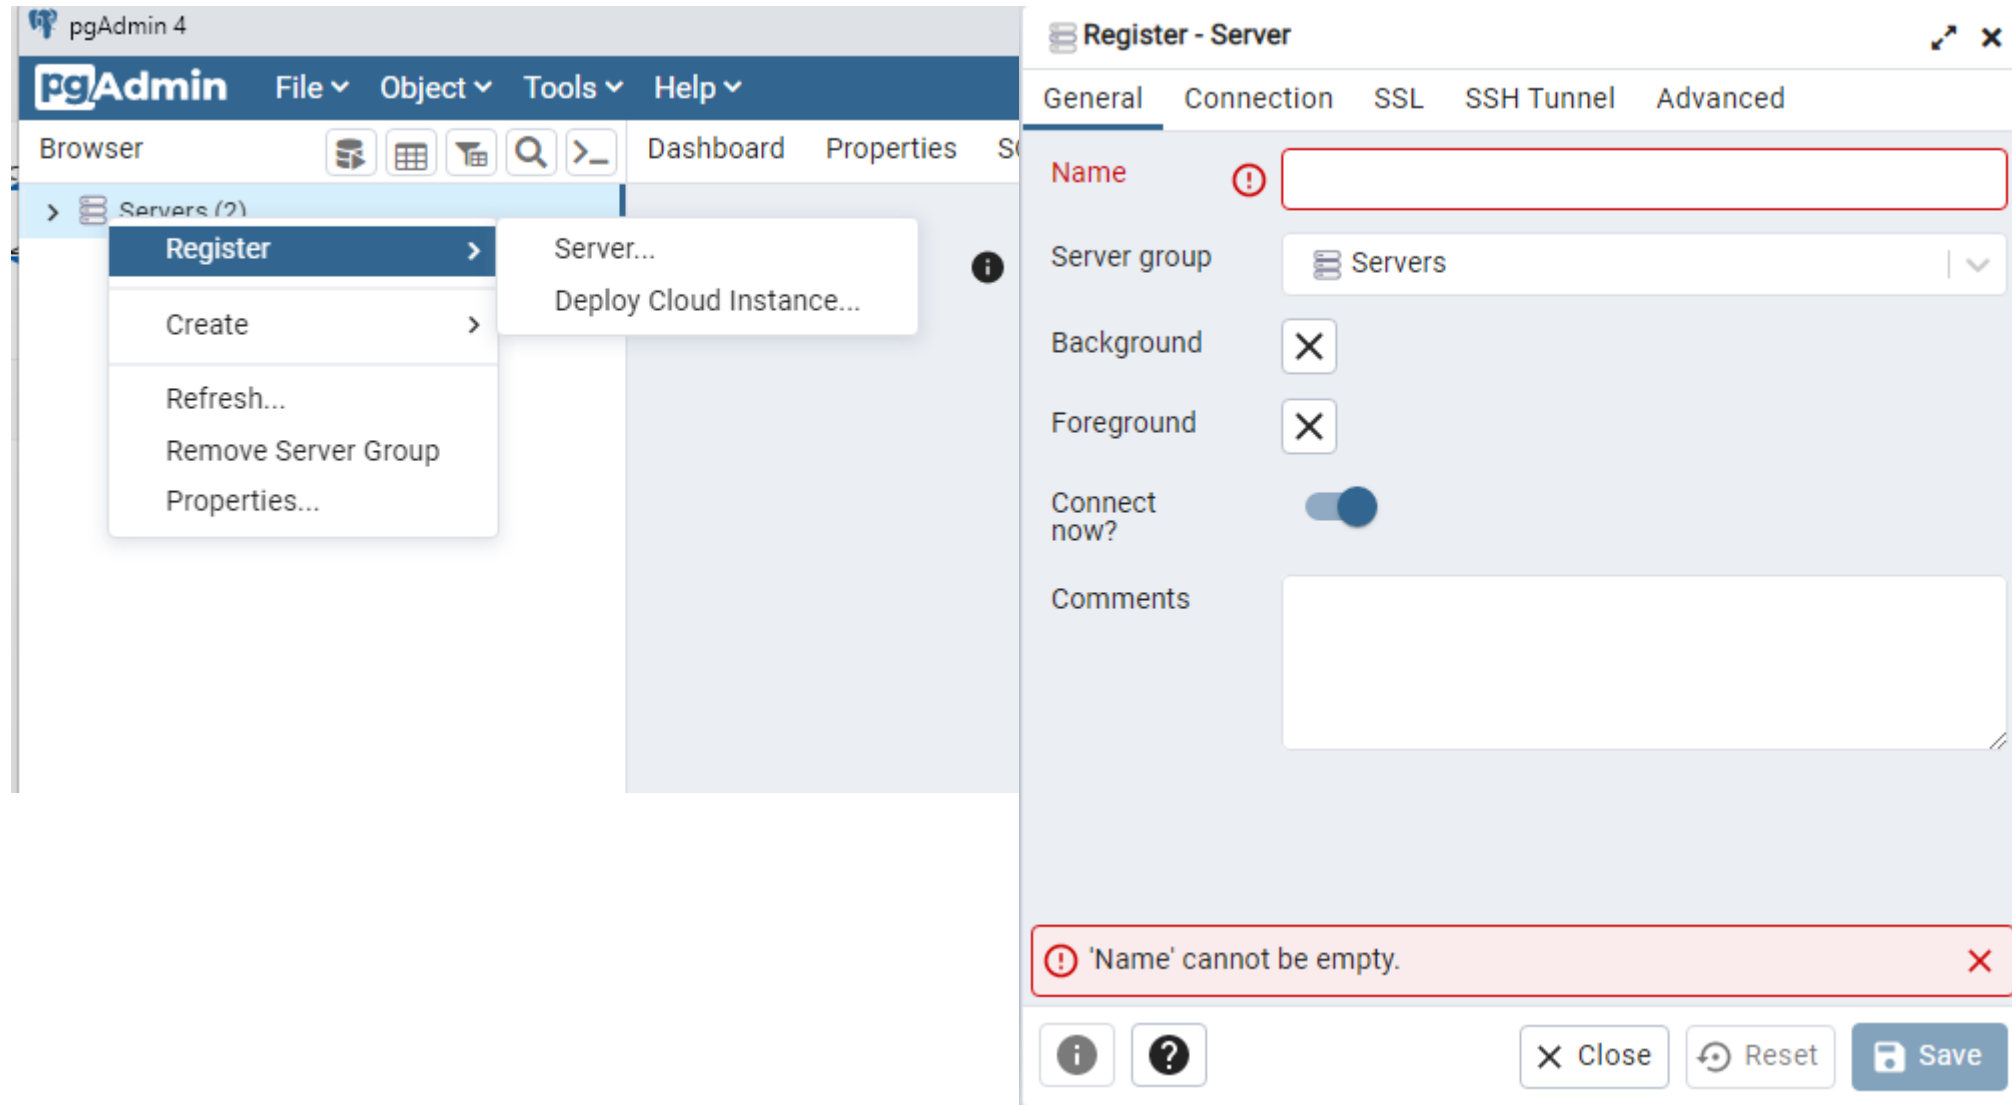 pgAdmin 4
pgAdmin File Object Tools Help
Browser
Dashboard Properties
Servers (2)
Register
Create
Refresh...
Remove Server Group
Properties...
Server...
Deploy Cloud Instance...
Register - Server
General Connection SSL SSH Tunnel Advanced
Name
Server group Servers
Background
Foreground
Connect
now?
Comments
'Name' cannot be empty.
Close Reset Save